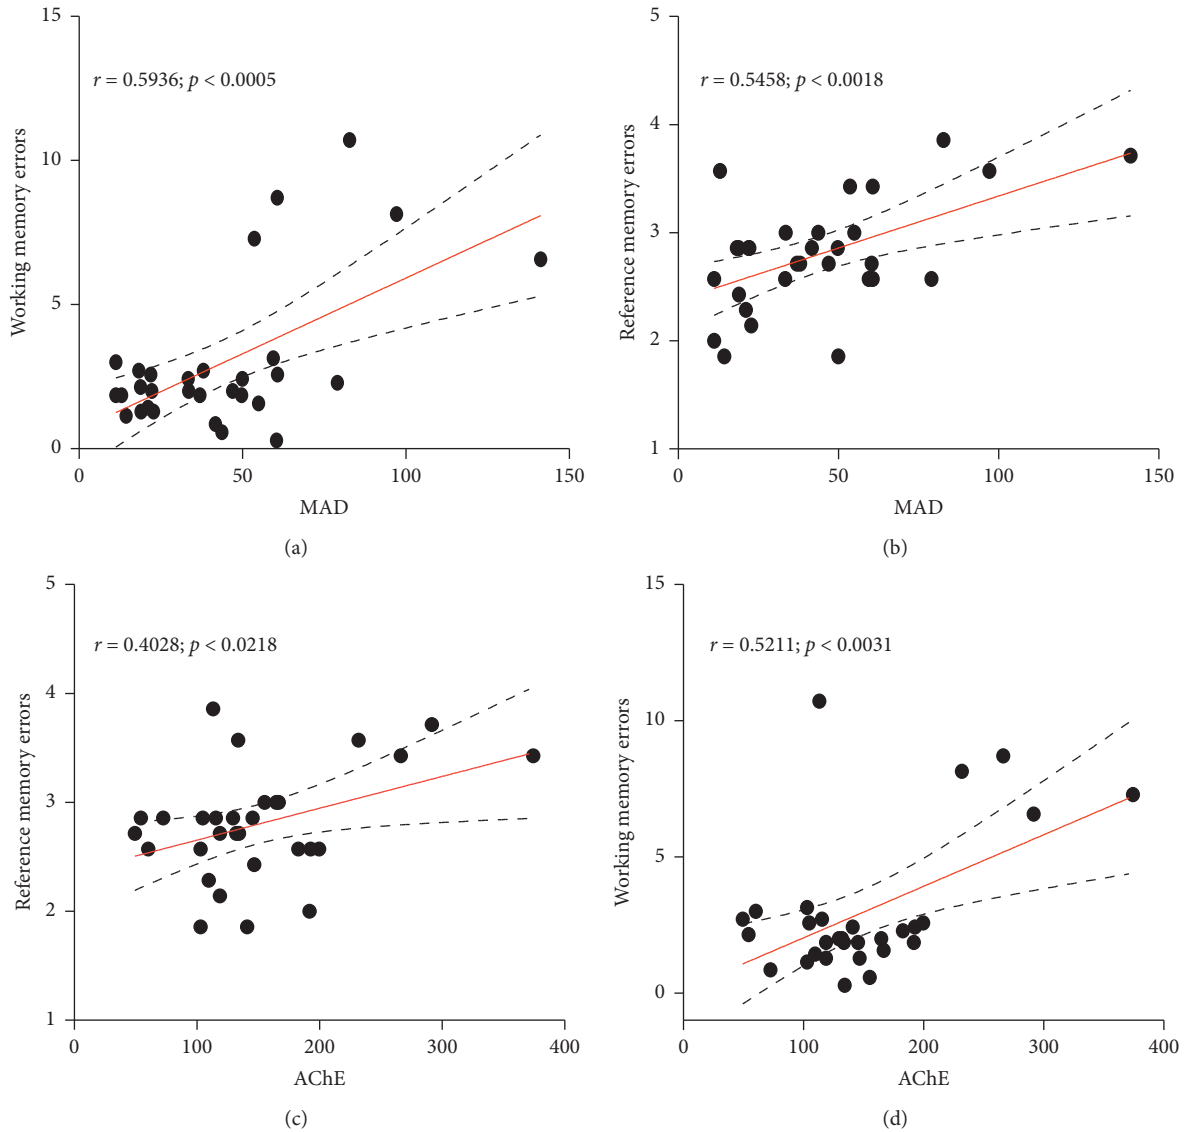 15
10
5
0
Working memory errors
r = 0.5936; p < 0.0005
0 50 100 150
MAD
(a)
5
4
3
2
1
Reference memory errors
r = 0.5458; p < 0.0018
0 50 100 150
MAD
(b)
5
4
3
2
1
Reference memory errors
r = 0.4028; p < 0.0218
0 100 200 300 400
AChE
(c)
15
10
5
0
Working memory errors
r = 0.5211; p < 0.0031
0 100 200 300 400
AChE
(d)